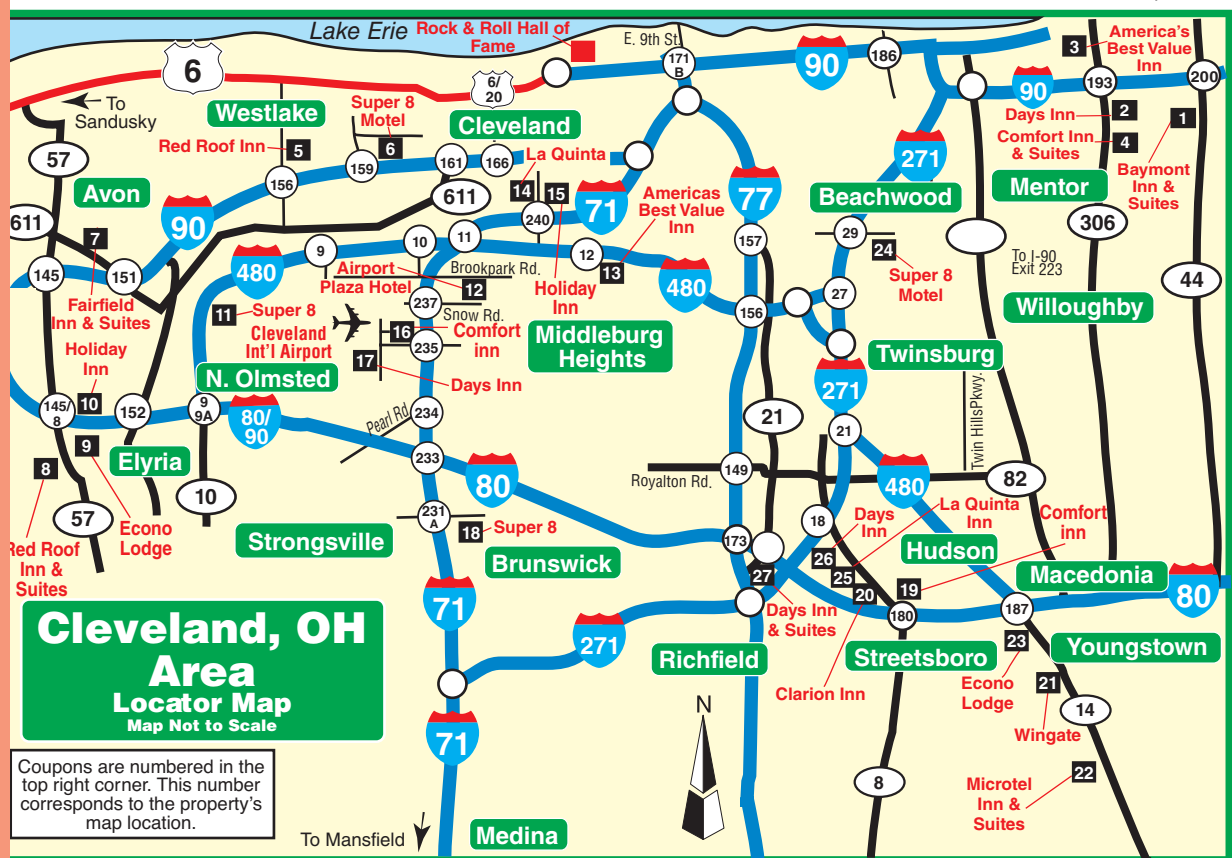 Lake Erie
Rock & Roll Hall of
Fame
E. 9th St.
6
6/
20
171
B
90
186
3
America's
Best Value
Inn
193
200
90
To
Sandusky
Westlake
Super 8
Motel
6
Cleveland
Days Inn
2
1
Comfort Inn
& Suites
4
Baymont
Inn &
Suites
57
Red Roof Inn
5
156
159
161
166
La Quinta
14
15
271
Avon
611
611
90
240
71
Americas
Best Value
Inn
77
Beachwood
Mentor
306
7
145
151
480
9
10
11
12
13
157
29
24
Super 8
Motel
To I-90
Exit 223
Brookpark Rd.
Airport
Plaza Hotel
12
Holiday
Inn
480
156
27
44
Fairfield
Inn & Suites
11
Super 8
237
Snow Rd.
Willoughby
Cleveland
Int'l Airport
16
Comfort
inn
235
17
Days Inn
Middleburg
Heights
Twinsburg
Holiday
Inn
10
N. Olmsted
271
Twin HillsPkwy.
145/
8
152
9
9A
80/
90
Pearl Rd
234
21
21
9
8
Elyria
233
80
149
Royalton Rd.
480
82
57
10
231
A
18
Super 8
La Quinta
Inn
Comfort
inn
Econo
Lodge
Red Roof
Inn &
Suites
Strongsville
Brunswick
173
18
Days
Inn
26
25
20
19
Hudson
Macedonia
80
27
Days Inn
& Suites
180
187
71
271
Richfield
Streetsboro
23
Youngstown
Clarion Inn
Econo
Lodge
21
14
Wingate
Cleveland, OH
Area
Locator Map
Map Not to Scale
71
N
8
Microtel
Inn &
Suites
22
Coupons are numbered in the
top right corner. This number
corresponds to the property's
map location.
To Mansfield
Medina